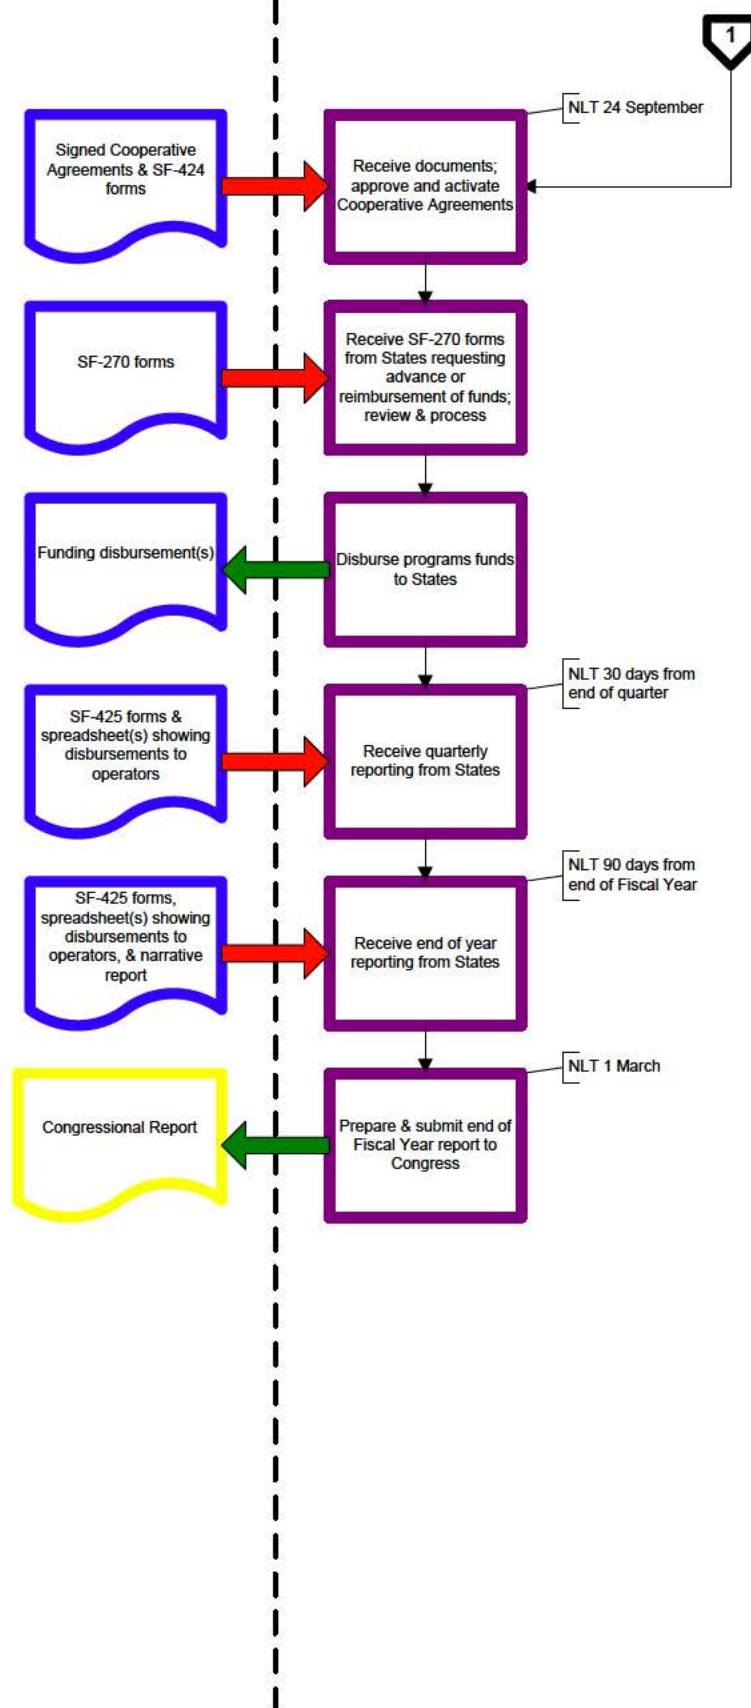 1
NLT 24 September
Signed Cooperative
Agreements & SF-424
forms
Receive documents;
approve and activate
Cooperative Agreements
SF-270 forms
Receive SF-270 forms
from States requesting
advance or
reimbursement of funds;
review & process
Funding disbursement(s)
Disburse programs funds
to States
NLT 30 days from
end of quarter
SF-425 forms &
spreadsheet(s) showing
disbursements to
operators
Receive quarterly
reporting from States
NLT 90 days from
end of Fiscal Year
SF-425 forms,
spreadsheet(s) showing
disbursements to
operators, & narrative
report
Receive end of year
reporting from States
NLT 1 March
Congressional Report
Prepare & submit end of
Fiscal Year report to
Congress